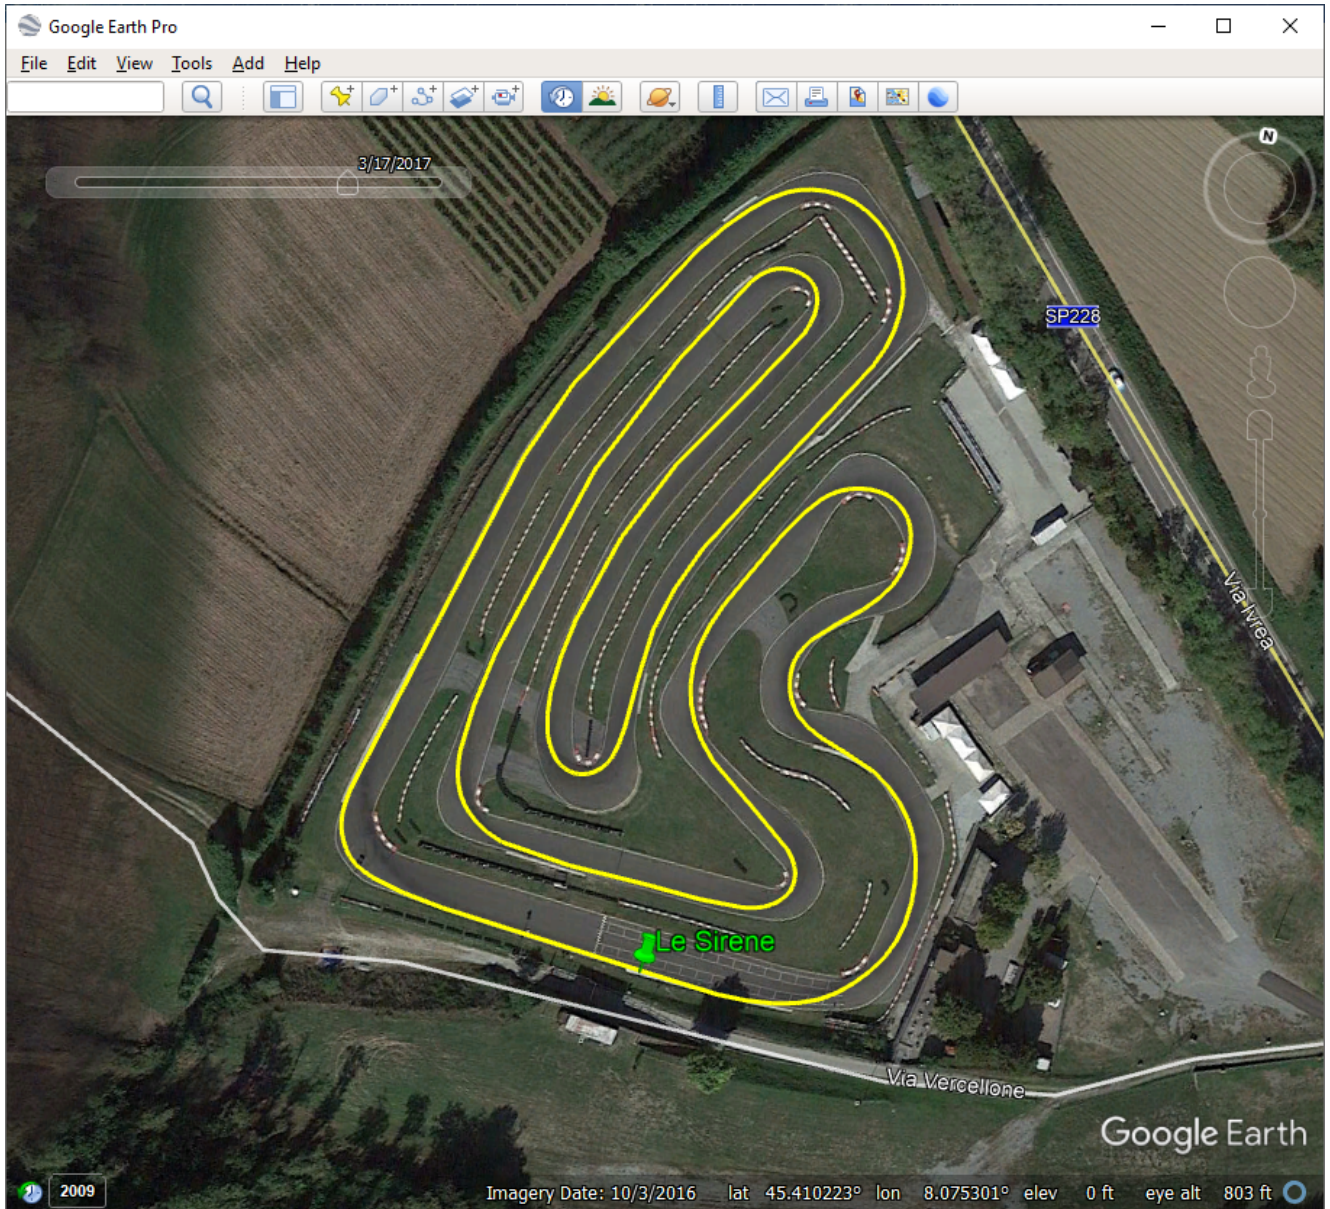 Google Earth Pro
File Edit View Tools Add Help
3/17/2017
N
SP228
Via Ivrea
Le Sirene
Via Vercellone
Google Earth
2009
Imagery Date: 10/3/2016 lat 45.410223° lon 8.075301° elev 0 ft eye alt 803 ft